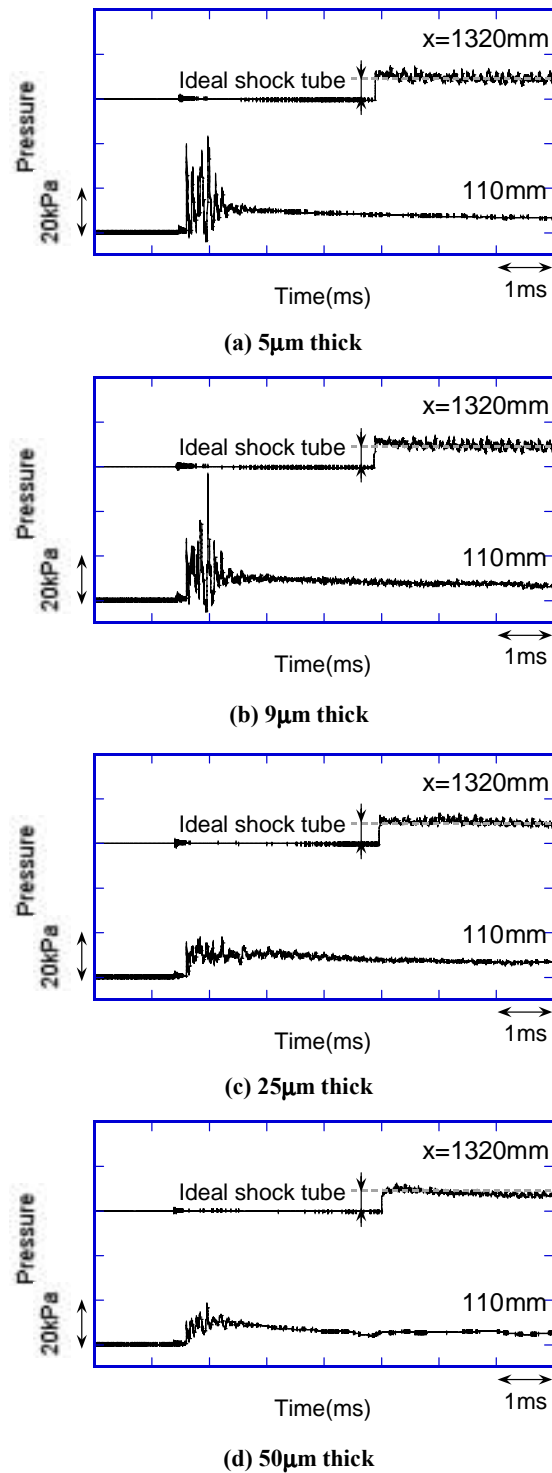 x=1320mm
Ideal shock tube
Pressure
20kPa
110mm
1ms
Time(ms)
(a) 5μm thick
x=1320mm
Ideal shock tube
Pressure
20kPa
110mm
1ms
Time(ms)
(b) 9μm thick
x=1320mm
Ideal shock tube
Pressure
20kPa
110mm
1ms
Time(ms)
(c) 25μm thick
x=1320mm
Ideal shock tube
Pressure
20kPa
110mm
1ms
Time(ms)
(d) 50μm thick